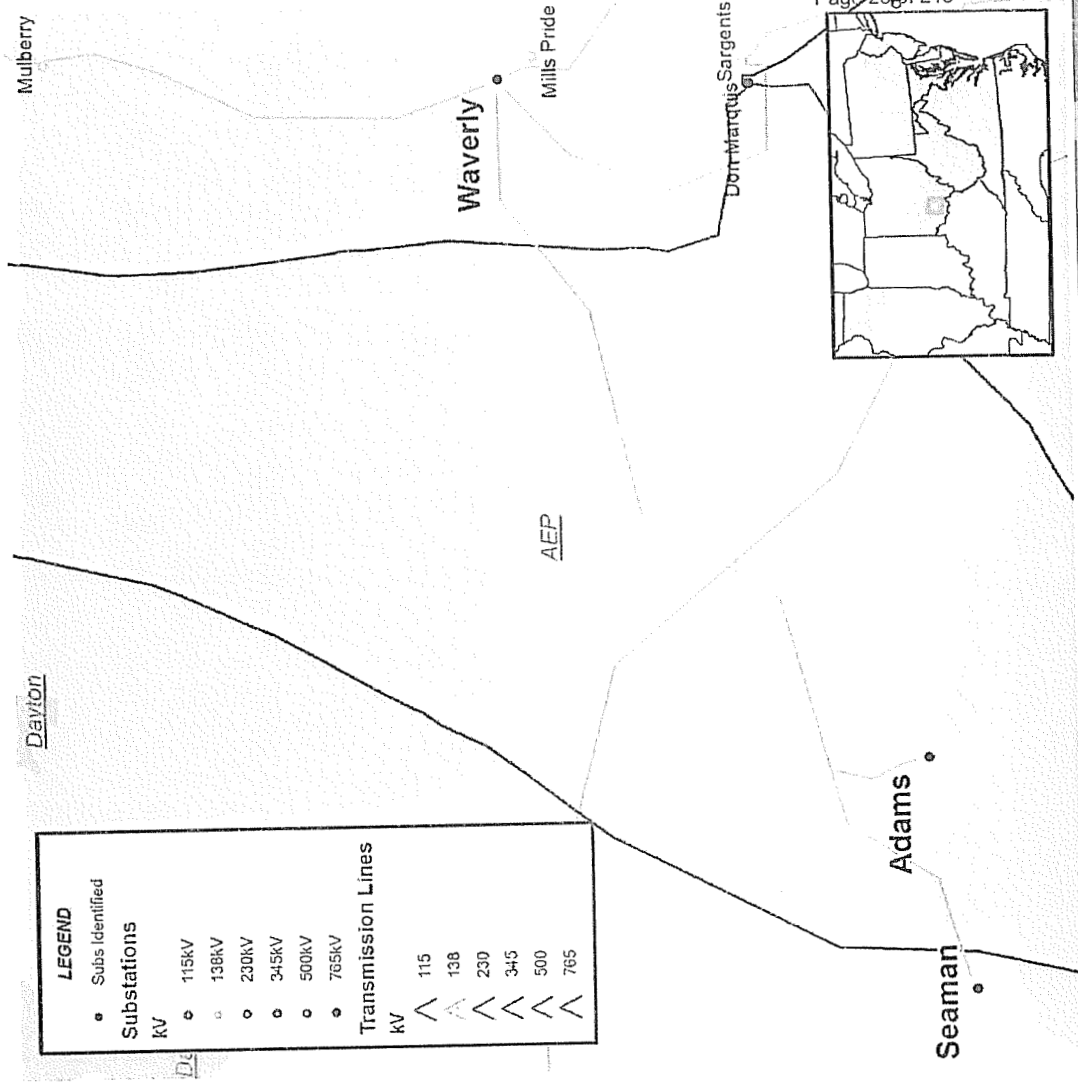 Mulberry
Mills Pride
Waverly
Sargents
Don Marquis
Dayton
AEP
Adams
Seaman
LEGEND
Subs Identified
Substations
kV
115kV
138kV
230kV
345kV
500kV
765kV
Transmission Lines
kV
115
138
230
345
500
765